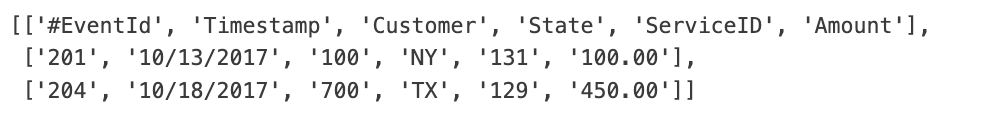 [['#EventId', 'Timestamp', 'Customer', 'State', 'ServiceID', 'Amount'],
['201', '10/13/2017', '100', 'NY', '131', '100.00'],
['204', '10/18/2017', '700', 'TX', '129', '450.00']]